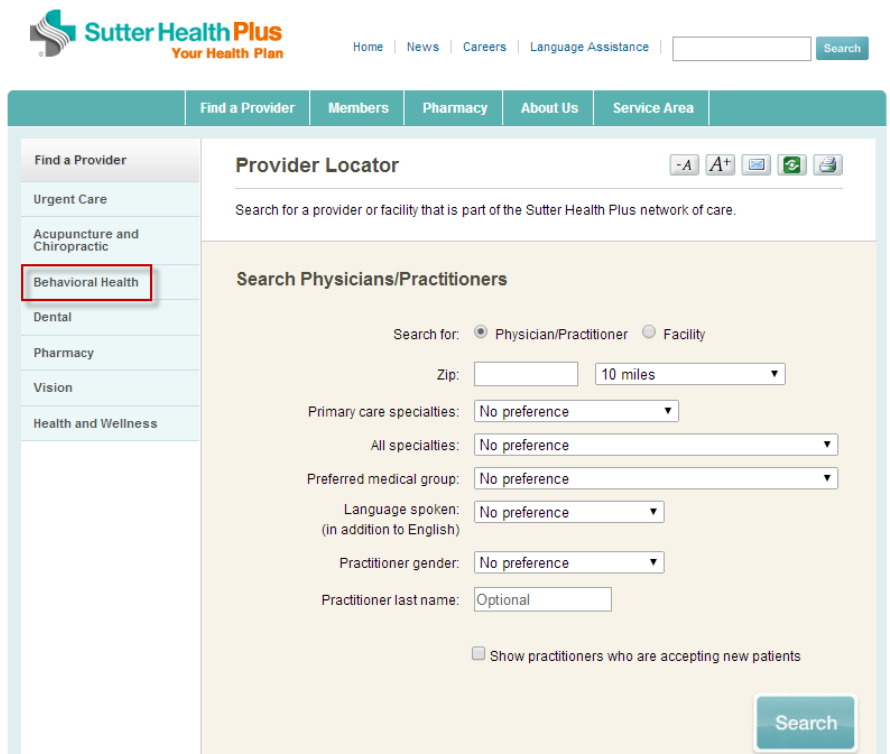 Sutter Health Plus
Your Health Plan
Home | News | Careers | Language Assistance |
Search
Find a Provider
Members
Pharmacy
About Us
Service Area
Find a Provider
Urgent Care
Acupuncture and
Chiropractic
Behavioral Health
Dental
Pharmacy
Vision
Health and Wellness
Provider Locator
-A A+
Search for a provider or facility that is part of the Sutter Health Plus network of care.
Search Physicians/Practitioners
Search for: Physician/Practitioner Facility
Zip: 10 miles
Primary care specialties: No preference
All specialties: No preference
Preferred medical group: No preference
Language spoken: No preference
(in addition to English)
Practitioner gender: No preference
Practitioner last name: Optional
Show practitioners who are accepting new patients
Search